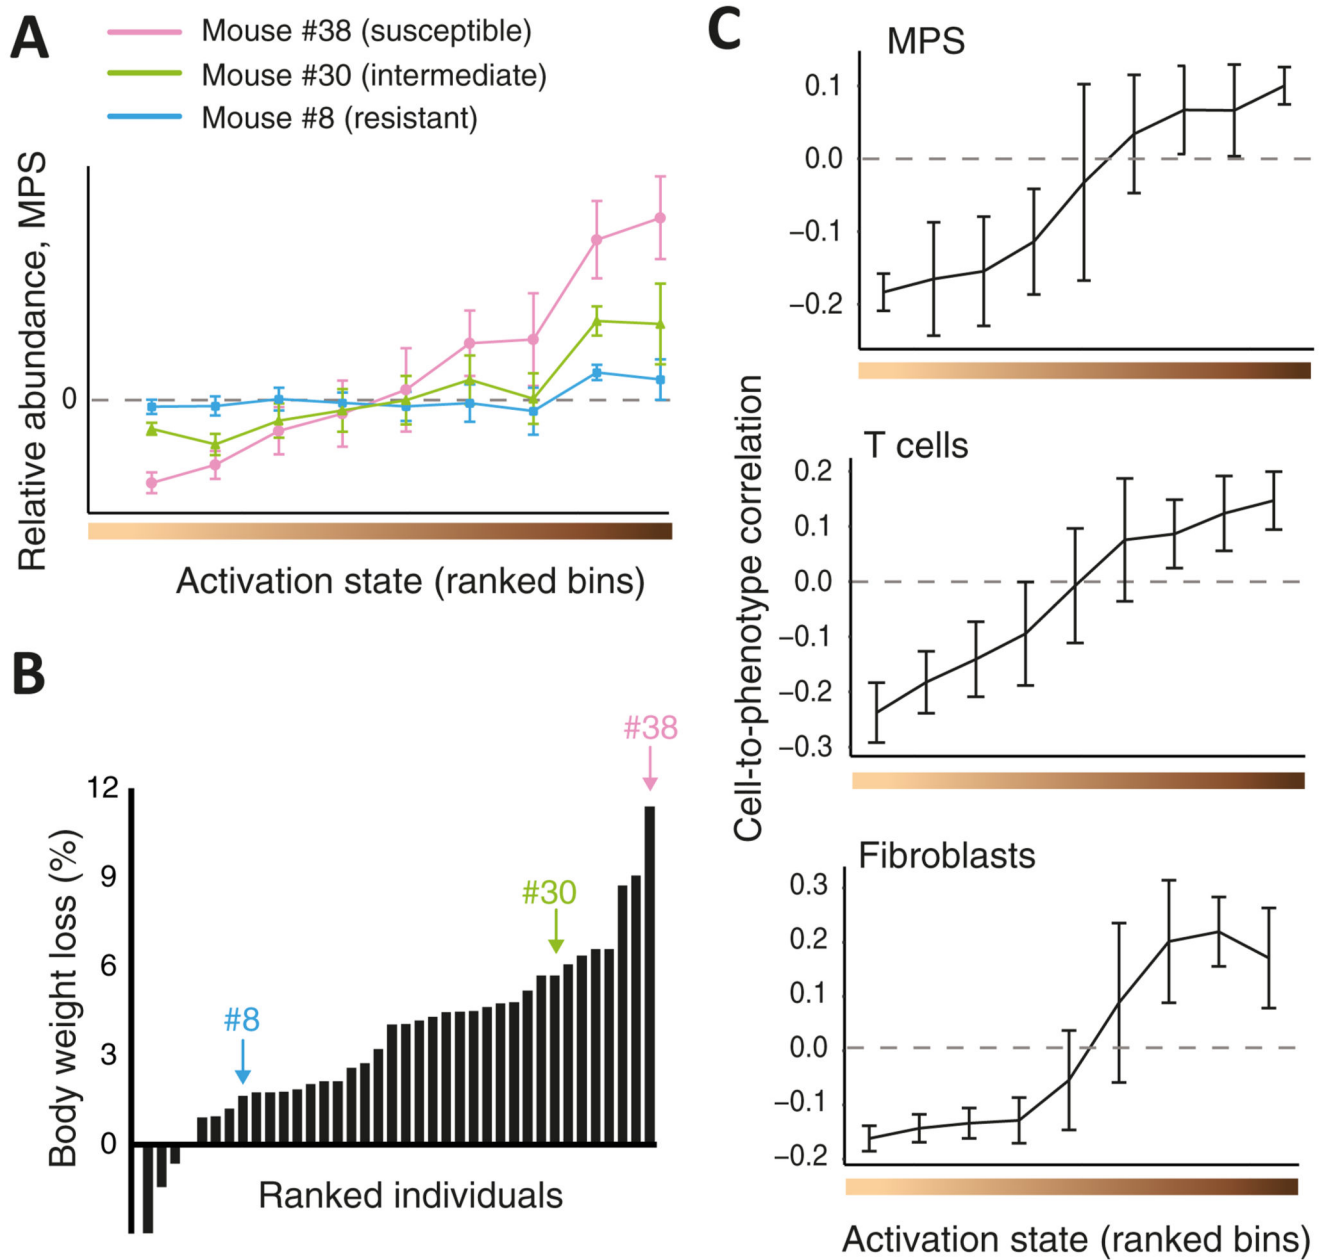 A
Mouse #38 (susceptible)
Mouse #30 (intermediate)
Mouse #8 (resistant)
Relative abundance, MPS
0
Activation state (ranked bins)
B
Body weight loss (%)
12
9
6
3
0
#8
#30
#38
Ranked individuals
C
Cell-to-phenotype correlation
MPS
0.1
0.0
−0.1
−0.2
T cells
0.2
0.1
0.0
−0.1
−0.2
−0.3
Fibroblasts
0.3
0.2
0.1
0.0
−0.1
−0.2
Activation state (ranked bins)